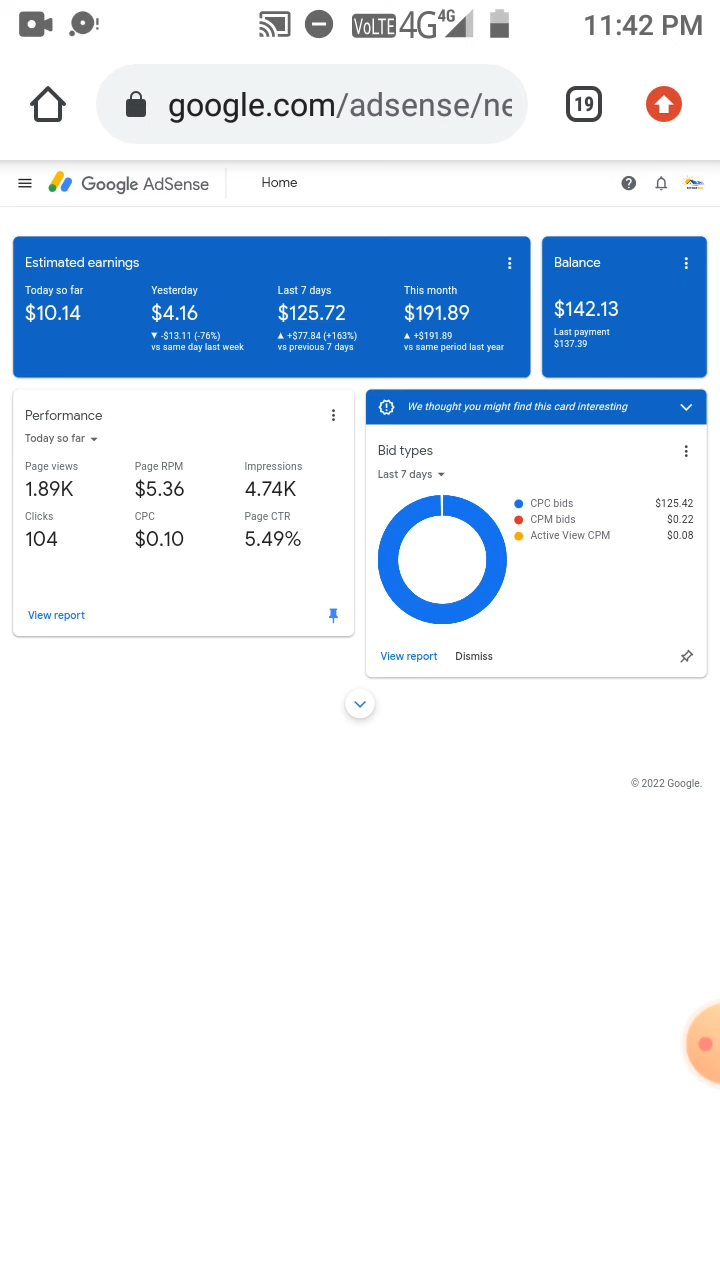 VoLTE 4G 4G 11:42 PM
google.com/adsense/ne
19
Google AdSense
Home
Estimated earnings
Today so far
$10.14
Yesterday
$4.16
-$13.11 (-76%)
vs same day last week
Last 7 days
$125.72
+$77.84 (+163%)
vs previous 7 days
This month
$191.89
+$191.89
vs same period last year
Balance
$142.13
Last payment
$137.39
Performance
Today so far
Page views
1.89K
Page RPM
$5.36
Impressions
4.74K
Clicks
104
CPC
$0.10
Page CTR
5.49%
View report
We thought you might find this card interesting
Bid types
Last 7 days
CPC bids $125.42
CPM bids $0.22
Active View CPM $0.08
View report Dismiss
© 2022 Google.